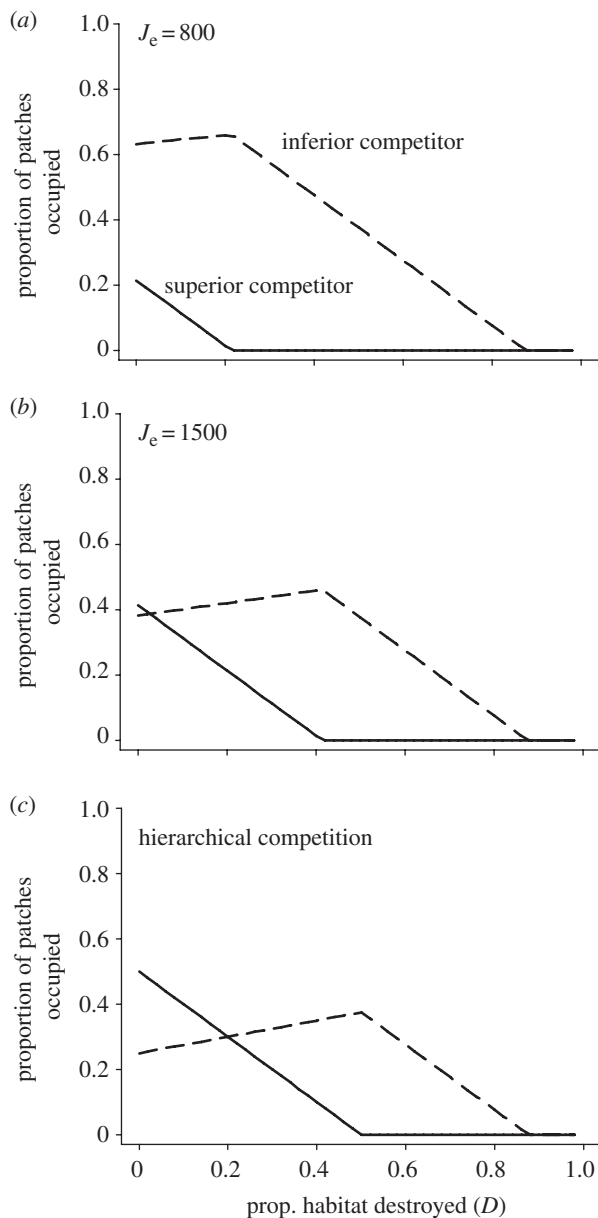 (a)
J_e = 800
1.0
0.8
0.6
0.4
0.2
0
proportion of patches
occupied
inferior competitor
superior competitor
(b)
J_e = 1500
1.0
0.8
0.6
0.4
0.2
0
proportion of patches
occupied
(c)
hierarchical competition
1.0
0.8
0.6
0.4
0.2
0
proportion of patches
occupied
0 0.2 0.4 0.6 0.8 1.0
prop. habitat destroyed (D)